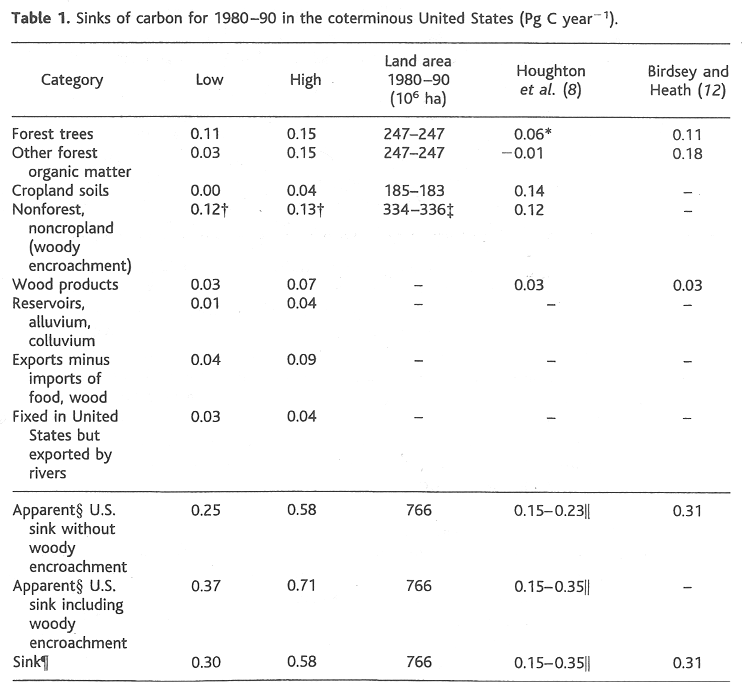 Table 1. Sinks of carbon for 1980–90 in the coterminous United States (Pg C year⁻¹).
Category Low High Land area 1980–90 (10⁶ ha) Houghton et al. (8) Birdsey and Heath (12)
Forest trees 0.11 0.15 247–247 0.06* 0.11
Other forest 0.03 0.15 247–247 −0.01 0.18
organic matter
Cropland soils 0.00 0.04 185–183 0.14 –
Nonforest, 0.12† 0.13† 334–336‡ 0.12 –
noncropland
(woody
encroachment)
Wood products 0.03 0.07 – 0.03 0.03
Reservoirs, 0.01 0.04 – – –
alluvium,
colluvium
Exports minus 0.04 0.09 – – –
imports of
food, wood
Fixed in United 0.03 0.04 – – –
States but
exported by
rivers
Apparent§ U.S. 0.25 0.58 766 0.15–0.23|| 0.31
sink without
woody
encroachment
Apparent§ U.S. 0.37 0.71 766 0.15–0.35|| –
sink including
woody
encroachment
Sink¶ 0.30 0.58 766 0.15–0.35|| 0.31